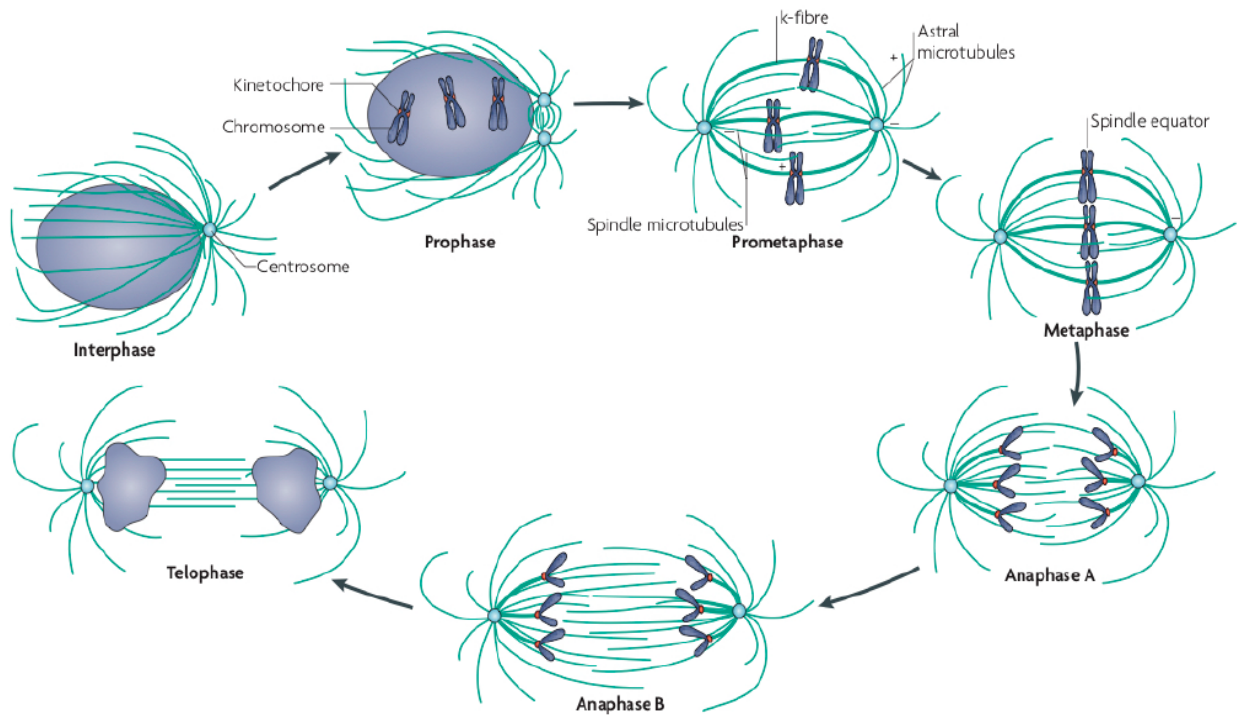 k-fibre
Astral
microtubules
+
Kinetochore
Chromosome
Spindle equator
−
−
+
Spindle microtubules
Prophase
Prometaphase
−
Centrosome
Interphase
Metaphase
Telophase
Anaphase A
Anaphase B